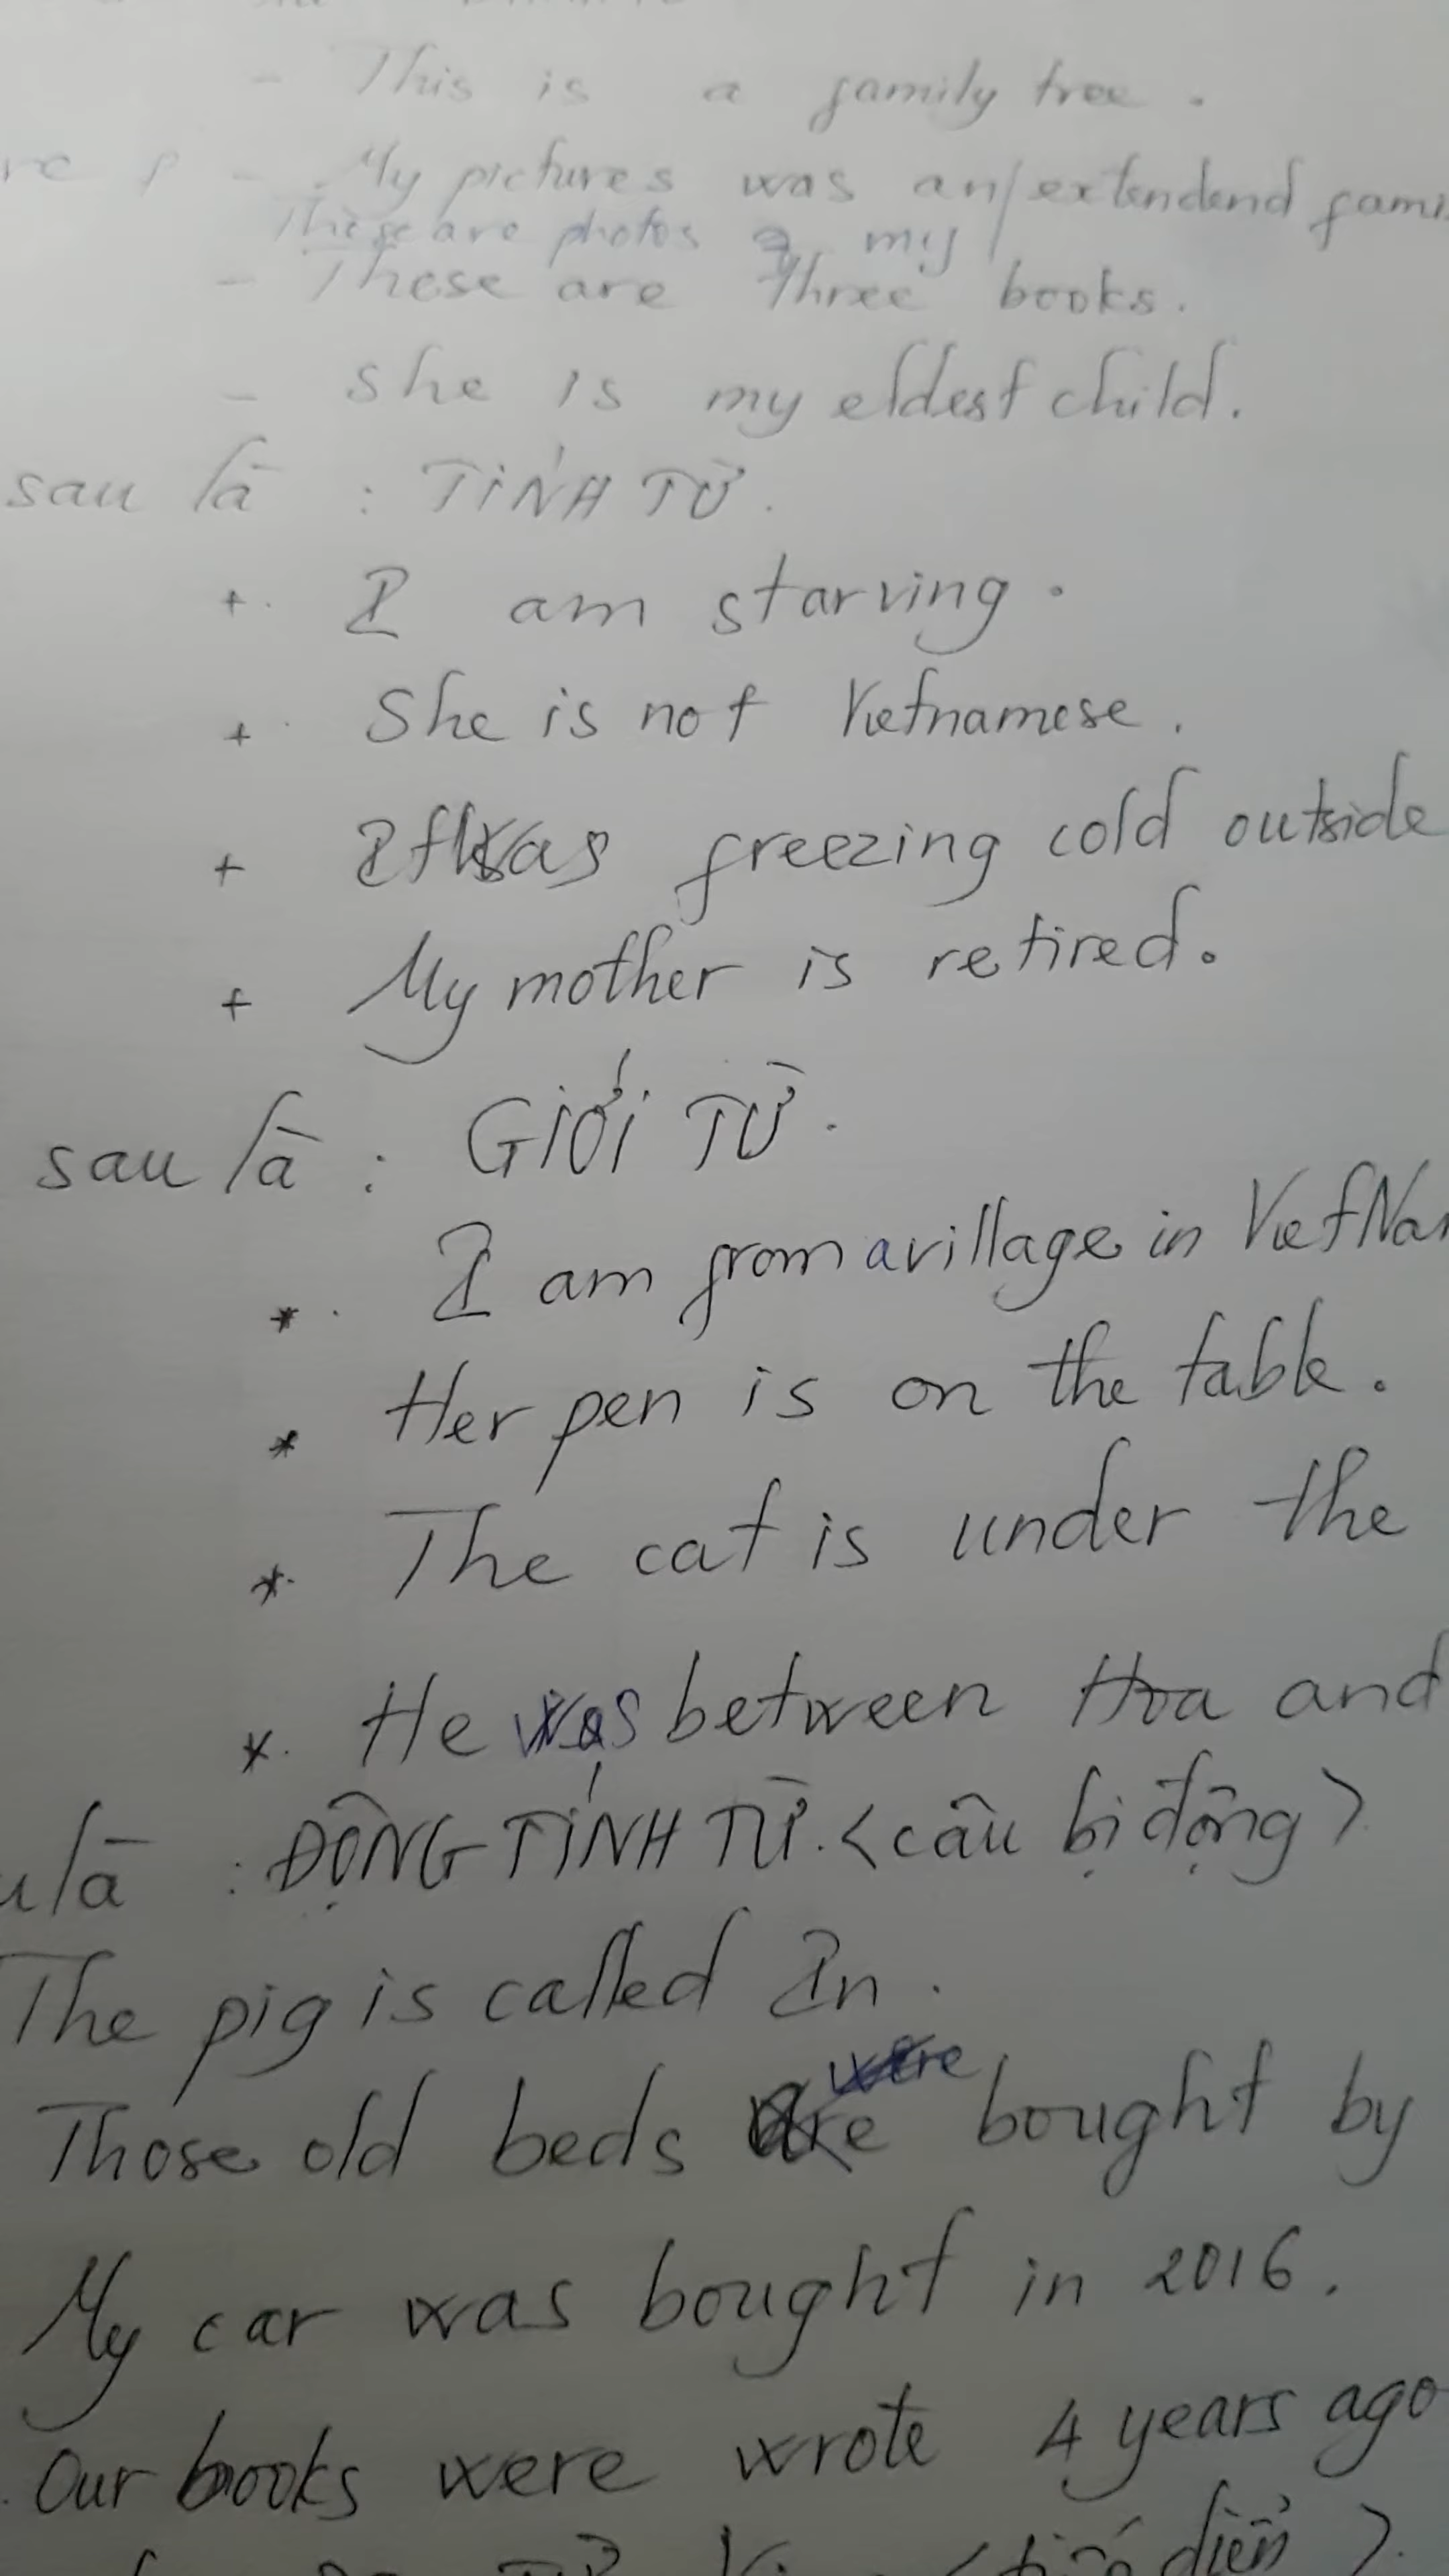 - This is a family tree.
- My pictures was an/extendend fami
These are photos of my
- These are three books.
- She is my eldest child.
sau là : TÍNH TỪ.
+ I am starving.
+ She is not Vietnamese.
+ It was freezing cold outside
+ My mother is retired.
sau là : GIỚI TỪ.
* I am from a village in VietNam
* Her pen is on the table.
* The cat is under the
* He was between Hoa and
u là : ĐỘNG TÍNH TỪ. <câu bị động>
The pig is called In.
were
Those old beds are bought by
My car was bought in 2016.
Our books were wrote 4 years ago
diễn >